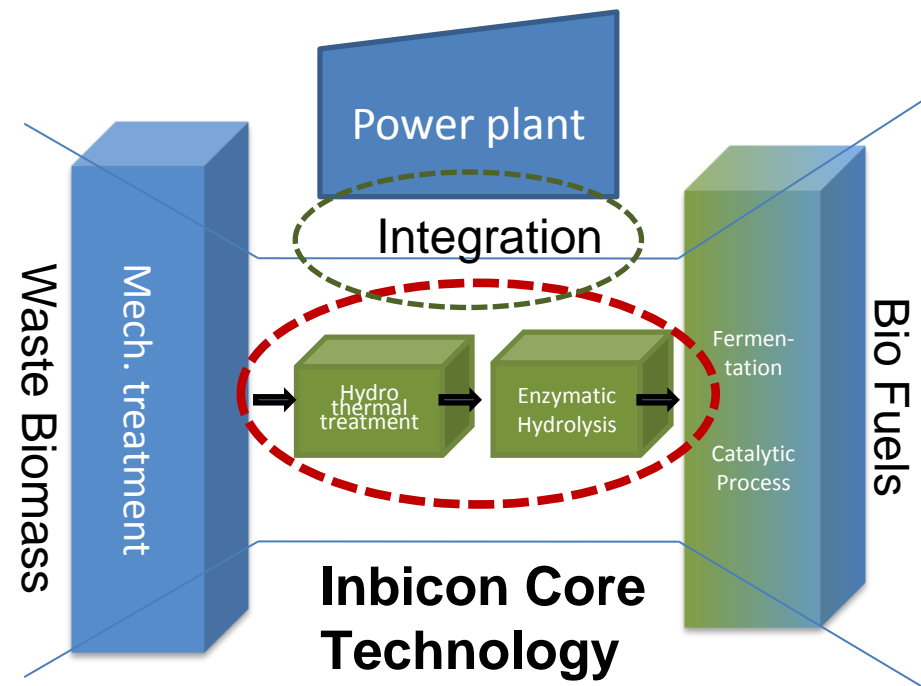 Power plant
Integration
Waste Biomass
Mech. treatment
Hydro
thermal
treatment
Enzymatic
Hydrolysis
Fermen-
tation
Catalytic
Process
Bio Fuels
Inbicon Core
Technology